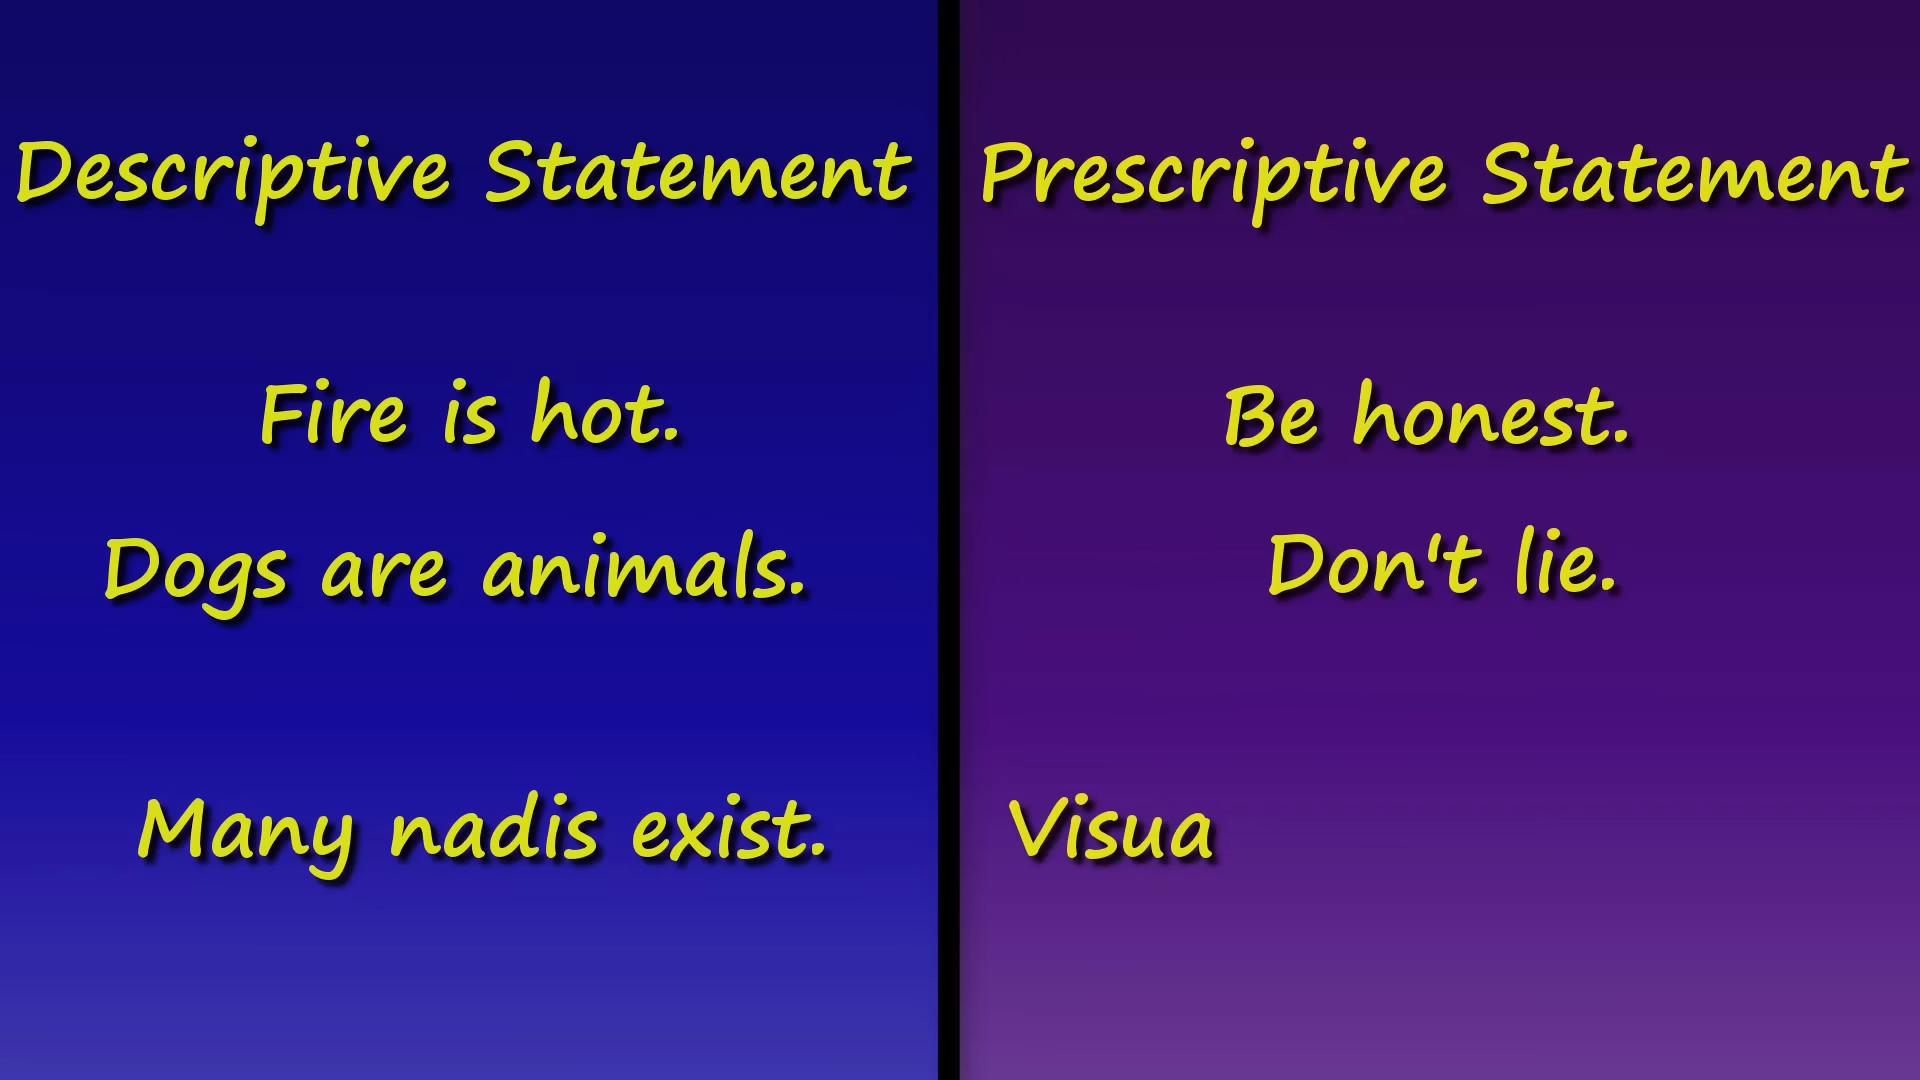 Descriptive Statement
Fire is hot.
Dogs are animals.
Many nadis exist.
Prescriptive Statement
Be honest.
Don't lie.
Visua